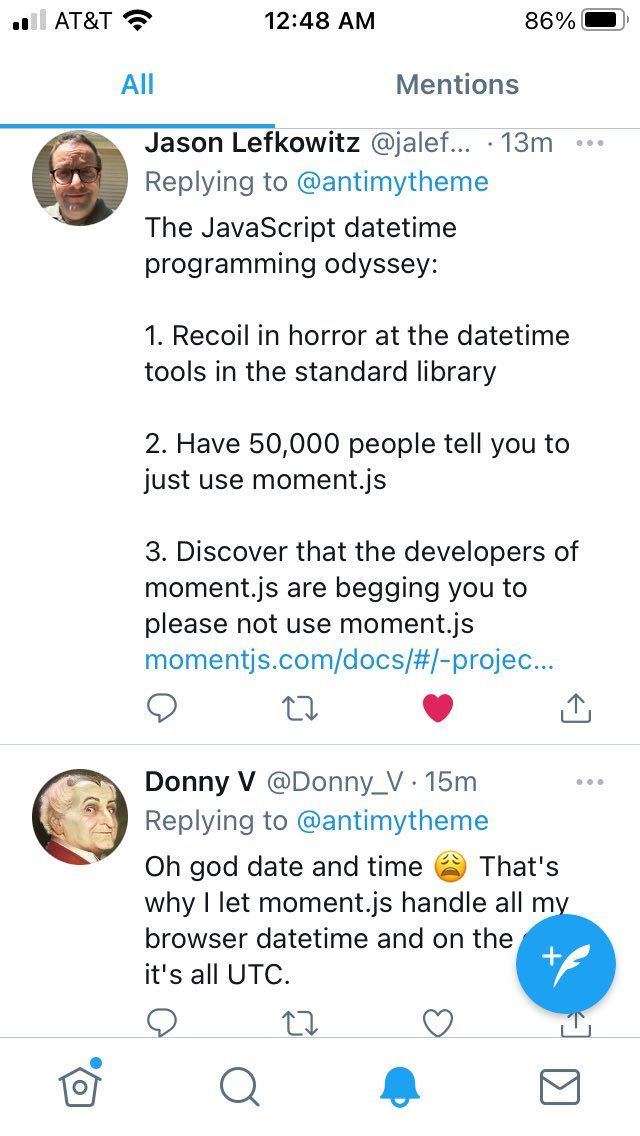 AT&T 12:48 AM 86%
All Mentions
Jason Lefkowitz @jalef... · 13m
Replying to @antimytheme
The JavaScript datetime
programming odyssey:
1. Recoil in horror at the datetime
tools in the standard library
2. Have 50,000 people tell you to
just use moment.js
3. Discover that the developers of
moment.js are begging you to
please not use moment.js
momentjs.com/docs/#/-projec...
Donny V @Donny_V · 15m
Replying to @antimytheme
Oh god date and time 😩 That's
why I let moment.js handle all my
browser datetime and on the
it's all UTC.